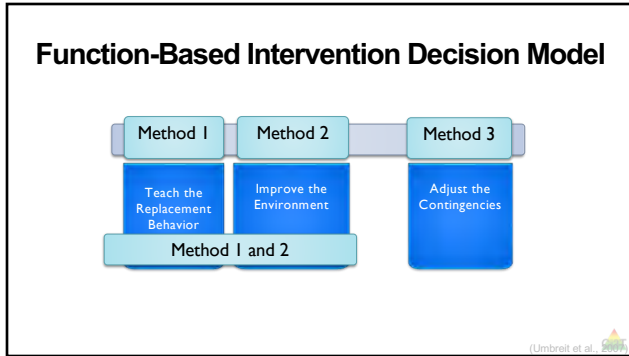 Function-Based Intervention Decision Model
Method 1
Method 2
Method 3
Teach the
Replacement
Behavior
Improve the
Environment
Adjust the
Contingencies
Method 1 and 2
(Umbreit et al., 2007)